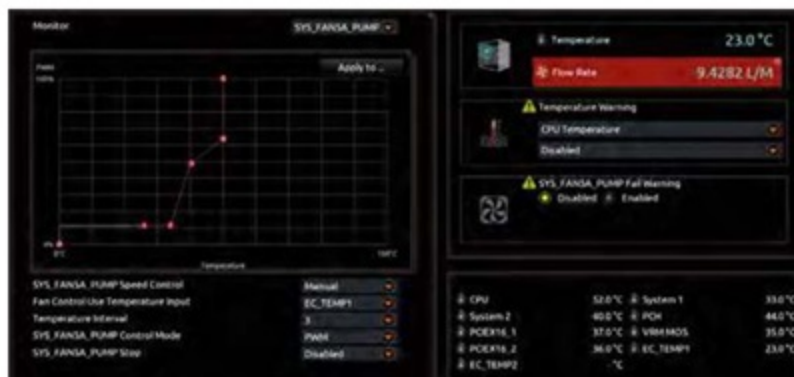 Monitor
SYS_FANSA_PUMP
PWM%
100%
Apply to ...
0%
0°C
100°C
Temperature
SYS_FANSA_PUMP Speed Control
Manual
Fan Control Use Temperature Input
EC_TEMP1
Temperature Interval
3
SYS_FANSA_PUMP Control Mode
PWM
SYS_FANSA_PUMP Stop
Disabled
Temperature
23.0 °C
Flow Rate
9.4282 L/M
Temperature Warning
CPU Temperature
Disabled
SYS_FANSA_PUMP Fail Warning
Disabled Enabled
CPU 52.0 °C System 1 33.0 °C
System 2 40.0 °C PCH 44.0 °C
PCIEX16_1 37.0 °C VRM MOS 35.0 °C
PCIEX16_2 36.0 °C EC_TEMP1 23.0 °C
EC_TEMP2 - °C